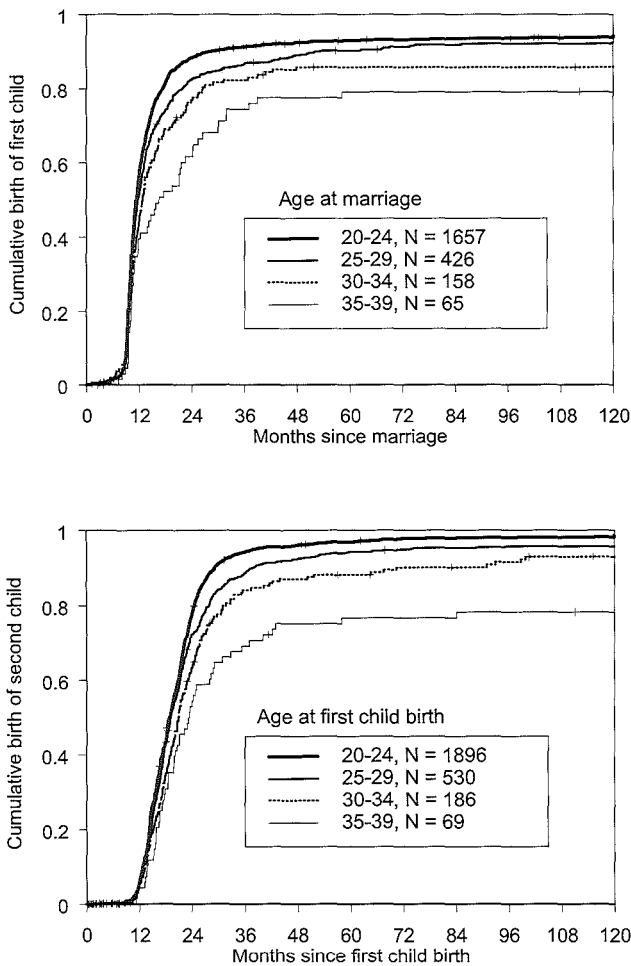 Cumulative birth of first child
1
0.8
0.6
0.4
0.2
0
Age at marriage
20-24, N = 1657
25-29, N = 426
30-34, N = 158
35-39, N = 65
0 12 24 36 48 60 72 84 96 108 120
Months since marriage
Cumulative birth of second child
1
0.8
0.6
0.4
0.2
0
Age at first child birth
20-24, N = 1896
25-29, N = 530
30-34, N = 186
35-39, N = 69
0 12 24 36 48 60 72 84 96 108 120
Months since first child birth